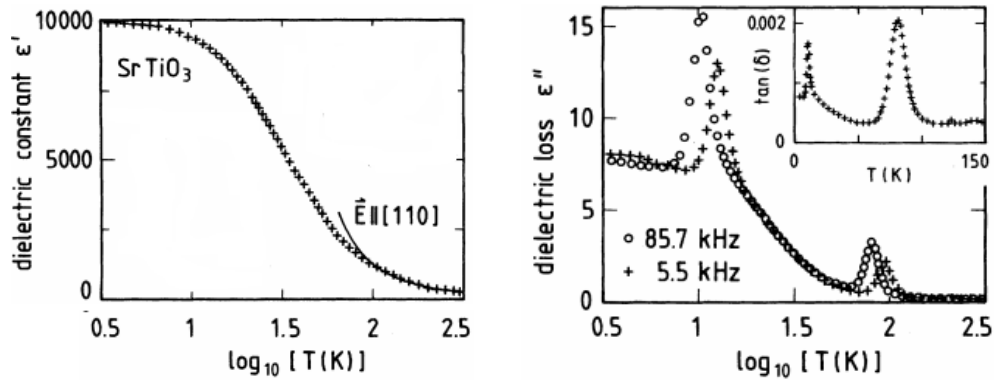 10000
5000
0
dielectric constant ε'
SrTiO₃
E⃗ || [110]
0.5 1 1.5 2 2.5
log₁₀ [ T(K) ]
15
10
5
0
dielectric loss ε"
o 85.7 kHz
+ 5.5 kHz
0.5 1 1.5 2 2.5
log₁₀ [ T(K) ]
0.002
0
tan(δ)
0 150
T(K)